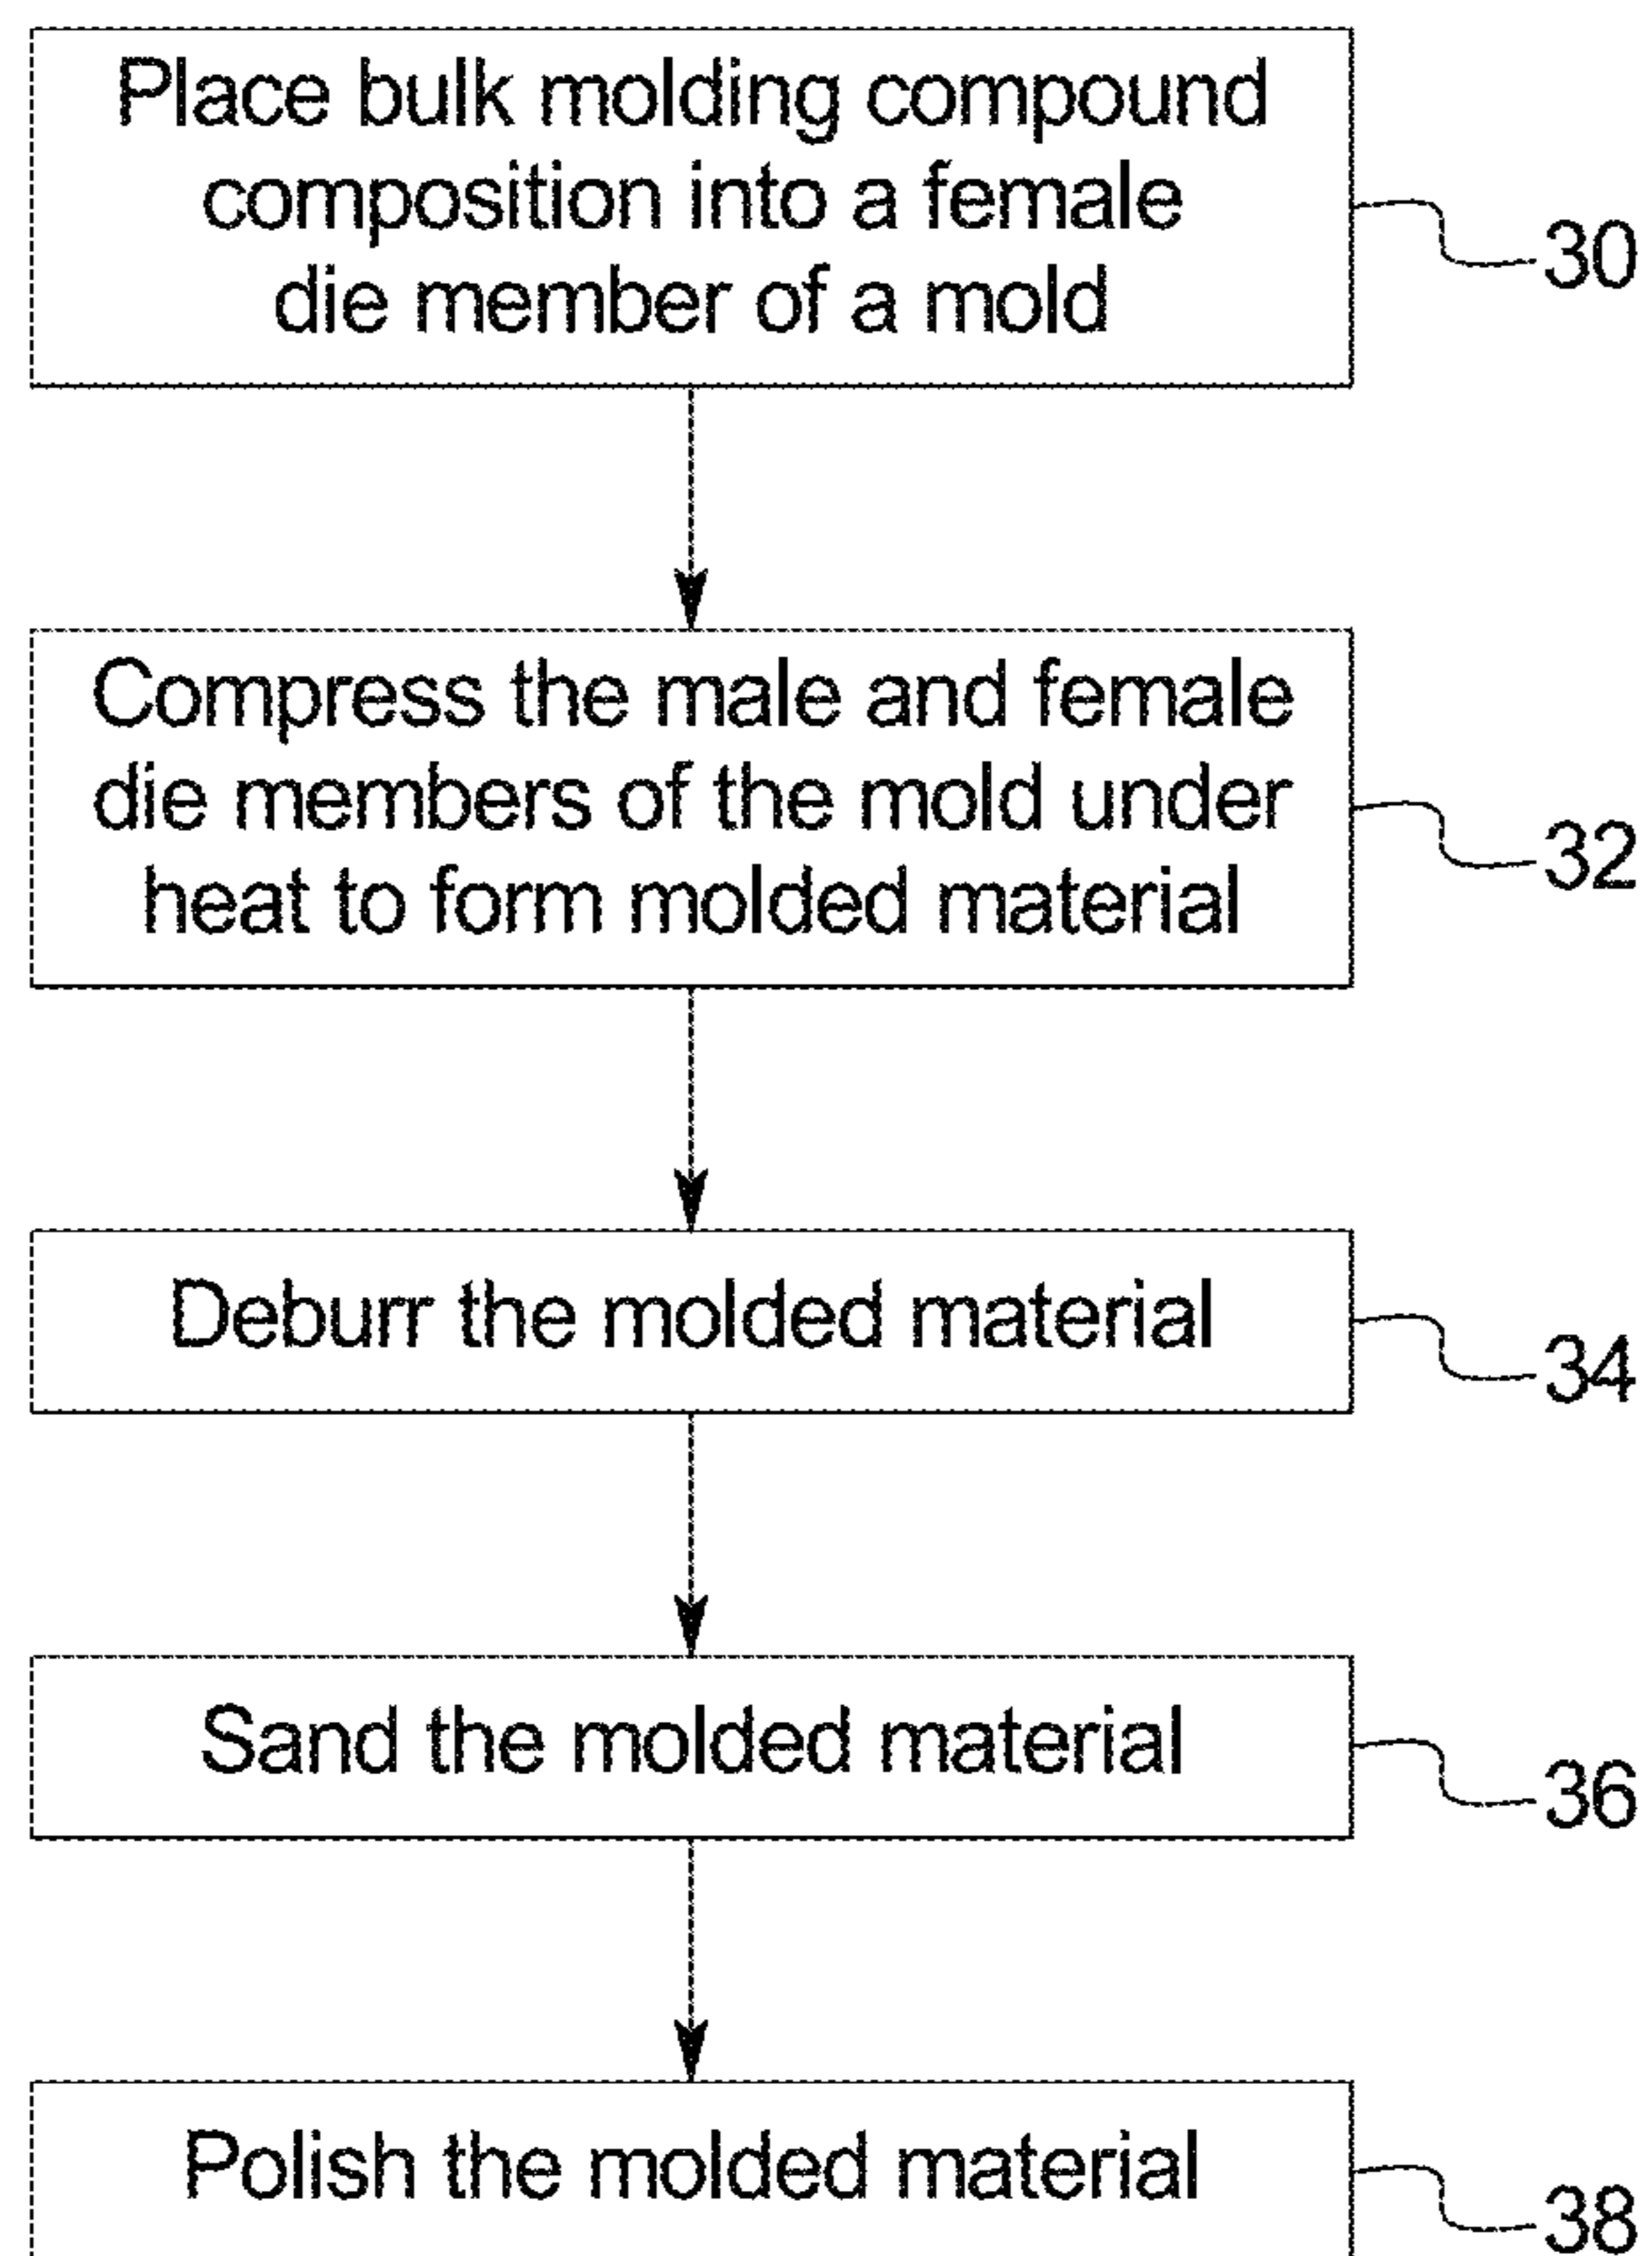 Place bulk molding compound
composition into a female
die member of a mold
30
Compress the male and female
die members of the mold under
heat to form molded material
32
Deburr the molded material
34
Sand the molded material
36
Polish the molded material
38